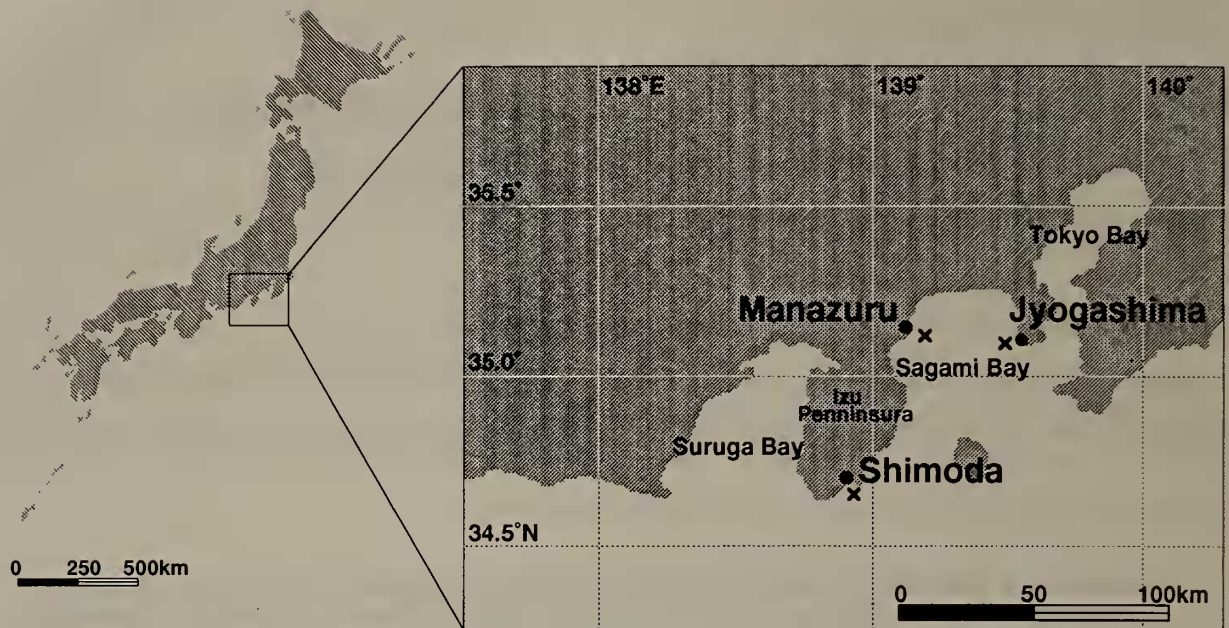 138°E 139° 140°
35.5°
Tokyo Bay
Manazuru Jyogashima
35.0°
Sagami Bay
Izu
Penninsura
Suruga Bay
Shimoda
34.5°N
0 250 500km
0 50 100km